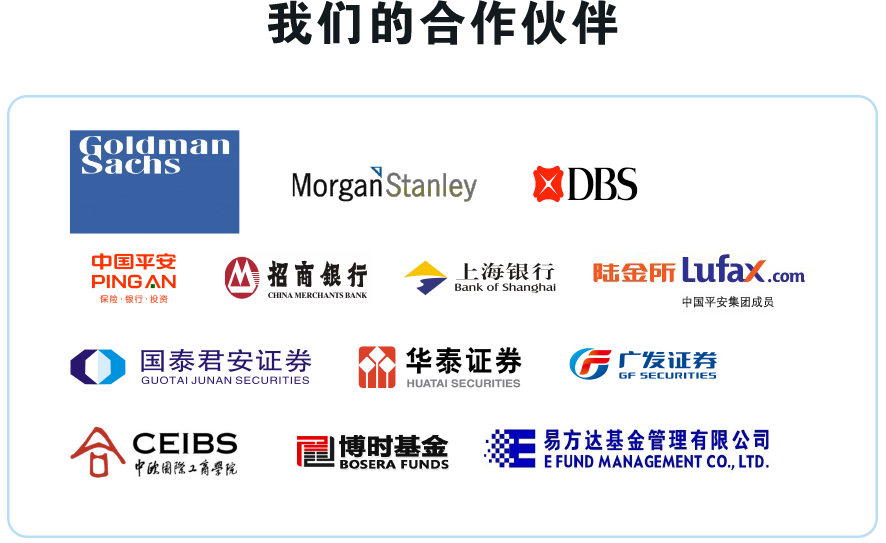 我们的合作伙伴
Goldman
Sachs
Morgan Stanley
DBS
中国平安
PINGAN
保险·银行·投资
招商银行
CHINA MERCHANTS BANK
上海银行
Bank of Shanghai
陆金所 Lufax.com
中国平安集团成员
国泰君安证券
GUOTAI JUNAN SECURITIES
华泰证券
HUATAI SECURITIES
广发证券
GF SECURITIES
CEIBS
中欧国际工商學院
博时基金
BOSERA FUNDS
易方达基金管理有限公司
E FUND MANAGEMENT CO., LTD.